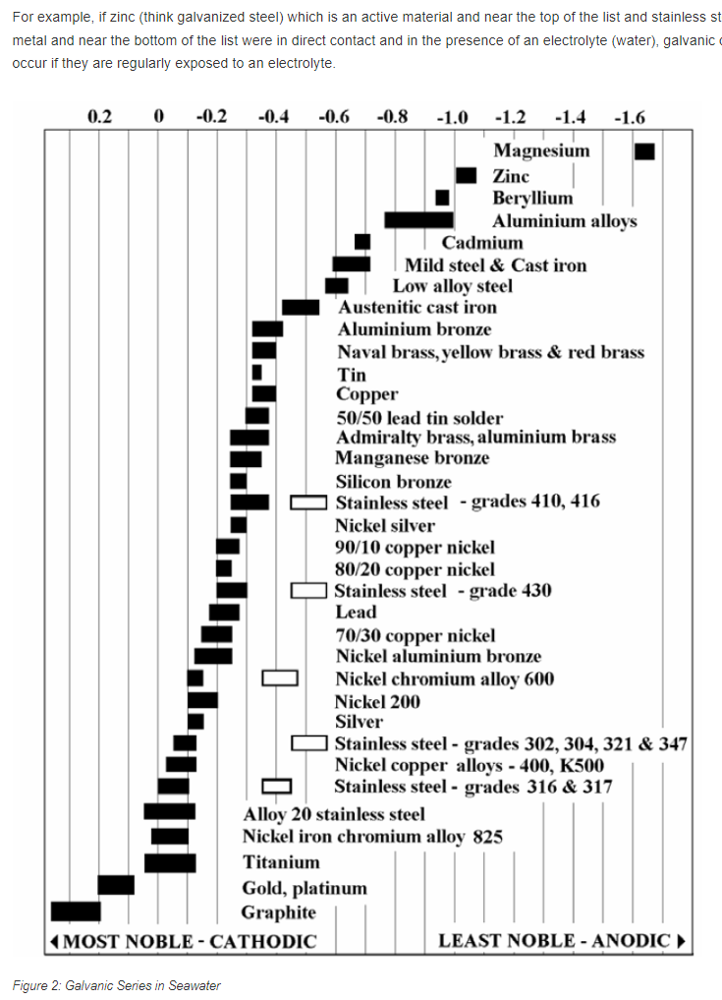 For example, if zinc (think galvanized steel) which is an active material and near the top of the list and stainless st
metal and near the bottom of the list were in direct contact and in the presence of an electrolyte (water), galvanic
occur if they are regularly exposed to an electrolyte.
0.2 0 -0.2 -0.4 -0.6 -0.8 -1.0 -1.2 -1.4 -1.6
Magnesium
Zinc
Beryllium
Aluminium alloys
Cadmium
Mild steel & Cast iron
Low alloy steel
Austenitic cast iron
Aluminium bronze
Naval brass, yellow brass & red brass
Tin
Copper
50/50 lead tin solder
Admiralty brass, aluminium brass
Manganese bronze
Silicon bronze
Stainless steel - grades 410, 416
Nickel silver
90/10 copper nickel
80/20 copper nickel
Stainless steel - grade 430
Lead
70/30 copper nickel
Nickel aluminium bronze
Nickel chromium alloy 600
Nickel 200
Silver
Stainless steel - grades 302, 304, 321 & 347
Nickel copper alloys - 400, K500
Stainless steel - grades 316 & 317
Alloy 20 stainless steel
Nickel iron chromium alloy 825
Titanium
Gold, platinum
Graphite
MOST NOBLE - CATHODIC LEAST NOBLE - ANODIC
Figure 2: Galvanic Series in Seawater